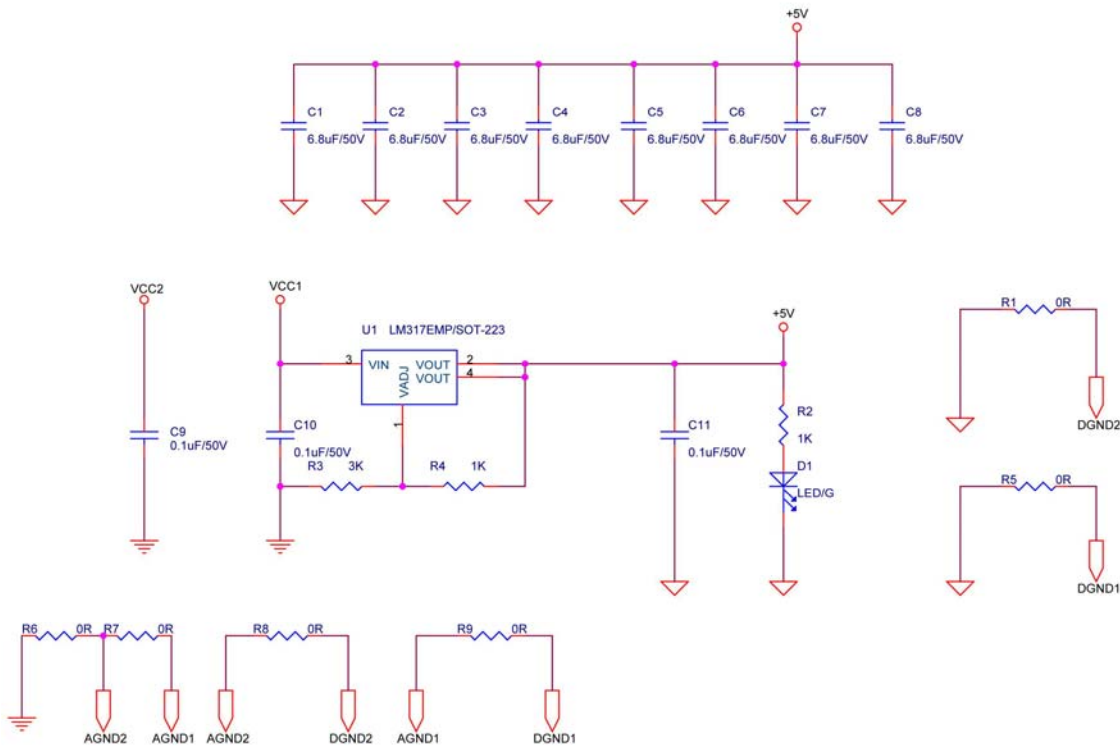 +5V
C1 C2 C3 C4 C5 C6 C7 C8
6.8uF/50V 6.8uF/50V 6.8uF/50V 6.8uF/50V 6.8uF/50V 6.8uF/50V 6.8uF/50V 6.8uF/50V
VCC2
VCC1
U1 LM317EMP/SOT-223
+5V
R1 0R
3 VIN VOUT 2
VOUT 4
VADJ
1
DGND2
C9
0.1uF/50V
C10
0.1uF/50V
R3 3K
R4 1K
C11
0.1uF/50V
R2
1K
D1
LED/G
R5 0R
DGND1
R6 0R R7 0R R8 0R R9 0R
AGND2 AGND1 AGND2 DGND2 AGND1 DGND1